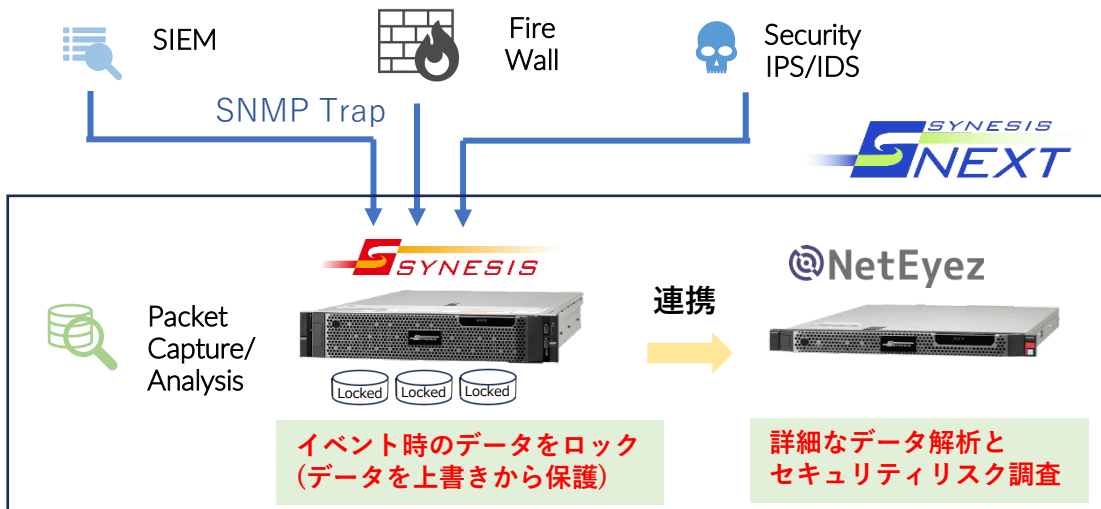 SIEM
Fire
Wall
Security
IPS/IDS
SNMP Trap
SYNESIS
NEXT
SYNESIS
NetEyez
連携
Packet
Capture/
Analysis
Locked
Locked
Locked
イベント時のデータをロック
(データを上書きから保護)
詳細なデータ解析と
セキュリティリスク調査